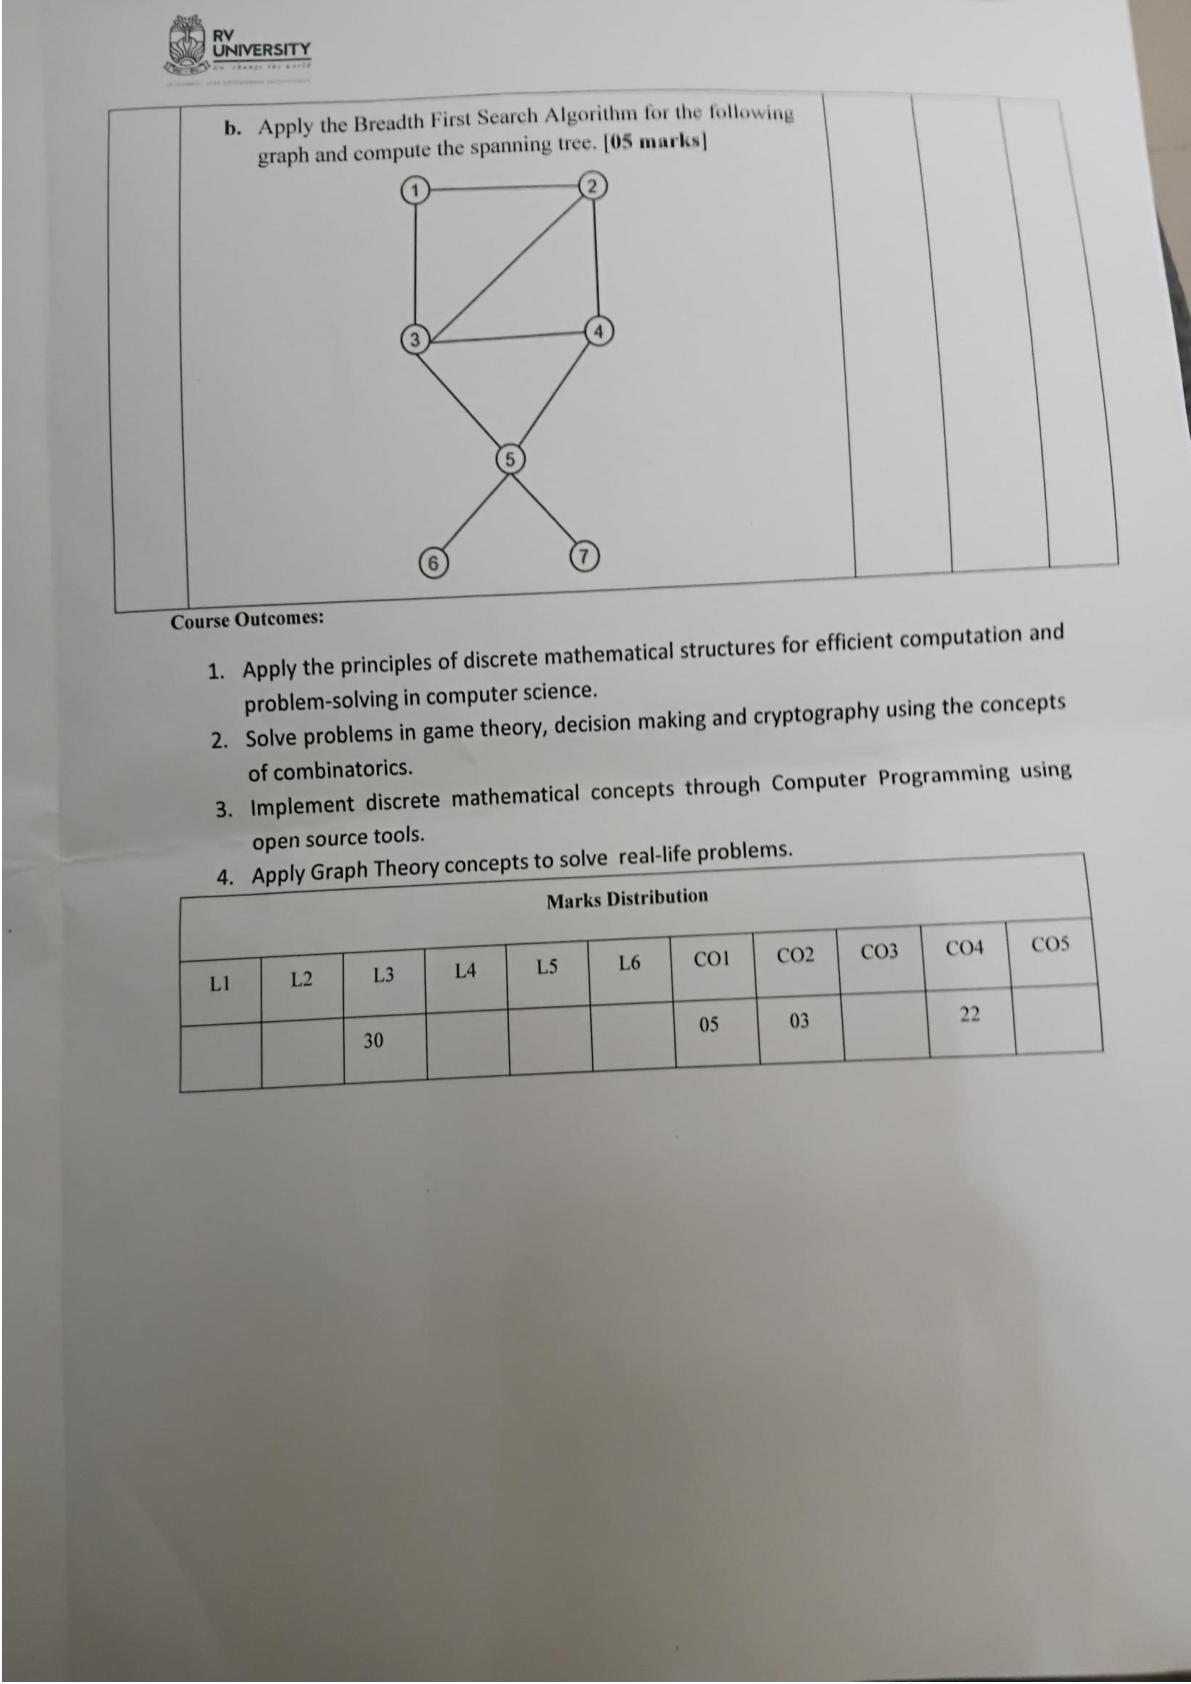 RV
UNIVERSITY
Go, change the world
b. Apply the Breadth First Search Algorithm for the following
graph and compute the spanning tree. [05 marks]
1 2
3 4
5
6 7
Course Outcomes:
1. Apply the principles of discrete mathematical structures for efficient computation and
problem-solving in computer science.
2. Solve problems in game theory, decision making and cryptography using the concepts
of combinatorics.
3. Implement discrete mathematical concepts through Computer Programming using
open source tools.
4. Apply Graph Theory concepts to solve real-life problems.
Marks Distribution
L1 L2 L3 L4 L5 L6 CO1 CO2 CO3 CO4 CO5
30 05 03 22